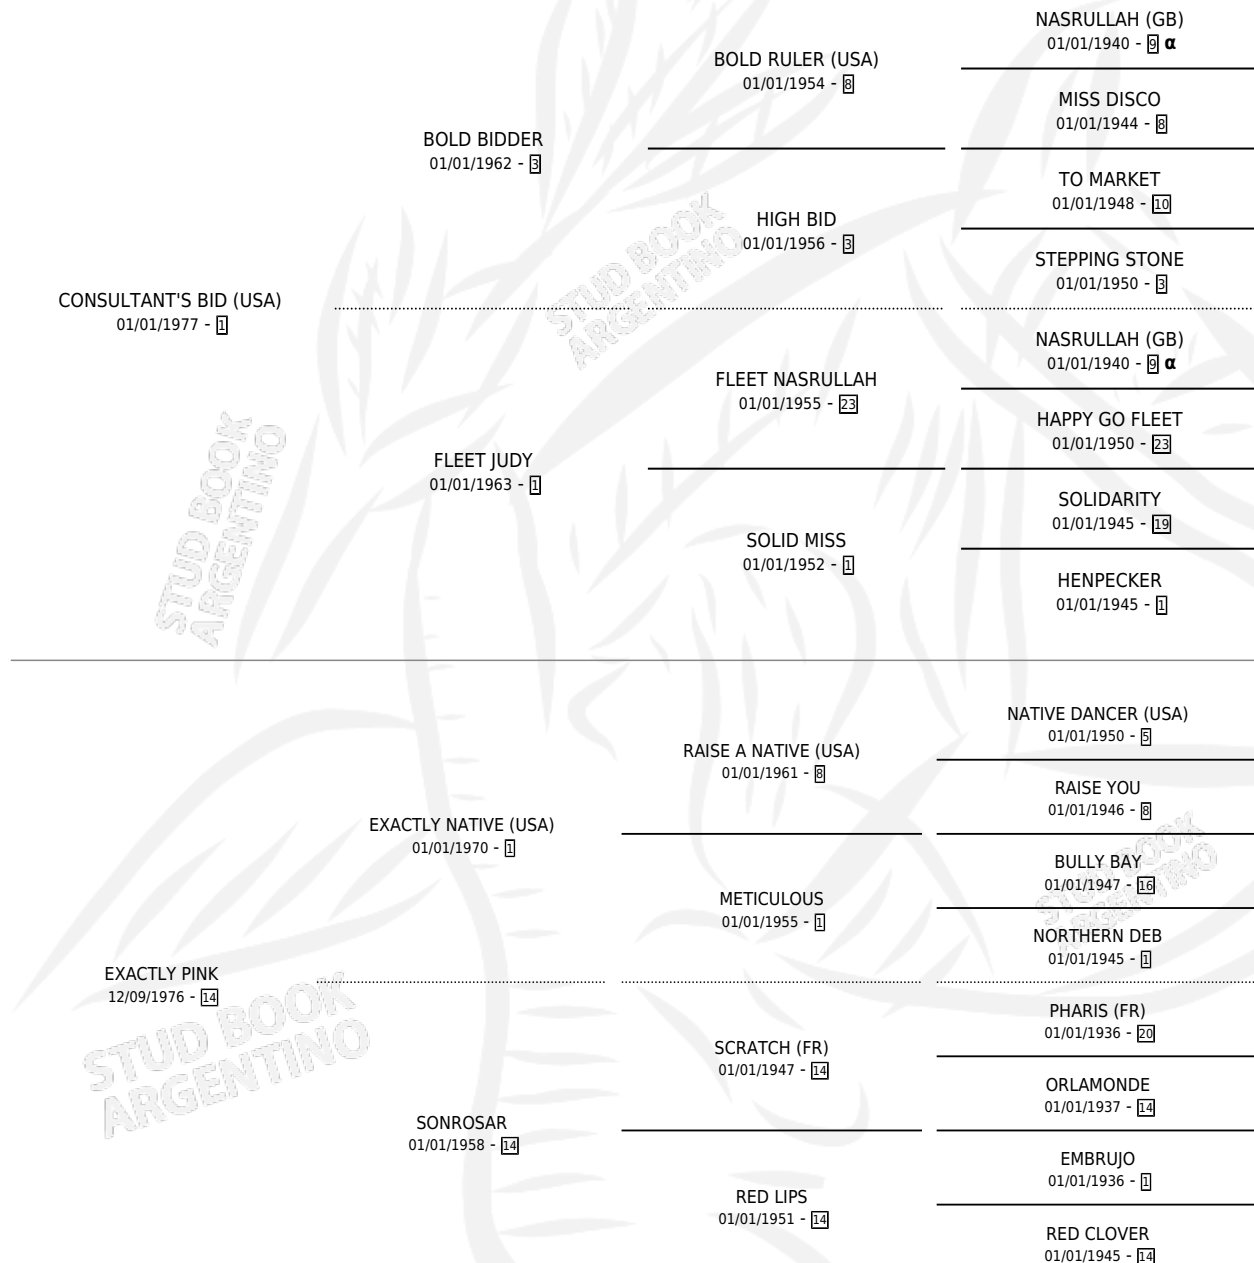 NASRULLAH (GB)
01/01/1940 - 9 α
BOLD RULER (USA)
01/01/1954 - 8
MISS DISCO
01/01/1944 - 8
BOLD BIDDER
01/01/1962 - 3
TO MARKET
01/01/1948 - 10
HIGH BID
01/01/1956 - 3
STEPPING STONE
01/01/1950 - 3
CONSULTANT'S BID (USA)
01/01/1977 - 1
NASRULLAH (GB)
01/01/1940 - 9 α
FLEET NASRULLAH
01/01/1955 - 23
HAPPY GO FLEET
01/01/1950 - 23
FLEET JUDY
01/01/1963 - 1
SOLIDARITY
01/01/1945 - 19
SOLID MISS
01/01/1952 - 1
HENPECKER
01/01/1945 - 1
NATIVE DANCER (USA)
01/01/1950 - 5
RAISE A NATIVE (USA)
01/01/1961 - 8
RAISE YOU
01/01/1946 - 8
EXACTLY NATIVE (USA)
01/01/1970 - 1
BULLY BAY
01/01/1947 - 16
METICULOUS
01/01/1955 - 1
NORTHERN DEB
01/01/1945 - 1
EXACTLY PINK
12/09/1976 - 14
PHARIS (FR)
01/01/1936 - 20
SCRATCH (FR)
01/01/1947 - 14
ORLAMONDE
01/01/1937 - 14
SONROSAR
01/01/1958 - 14
EMBRUJO
01/01/1936 - 1
RED LIPS
01/01/1951 - 14
RED CLOVER
01/01/1945 - 14
STUD BOOK
ARGENTINO
STUD BOOK
ARGENTINO
STUD BOOK
ARGENTINO
STUD BOOK
ARGENTINO